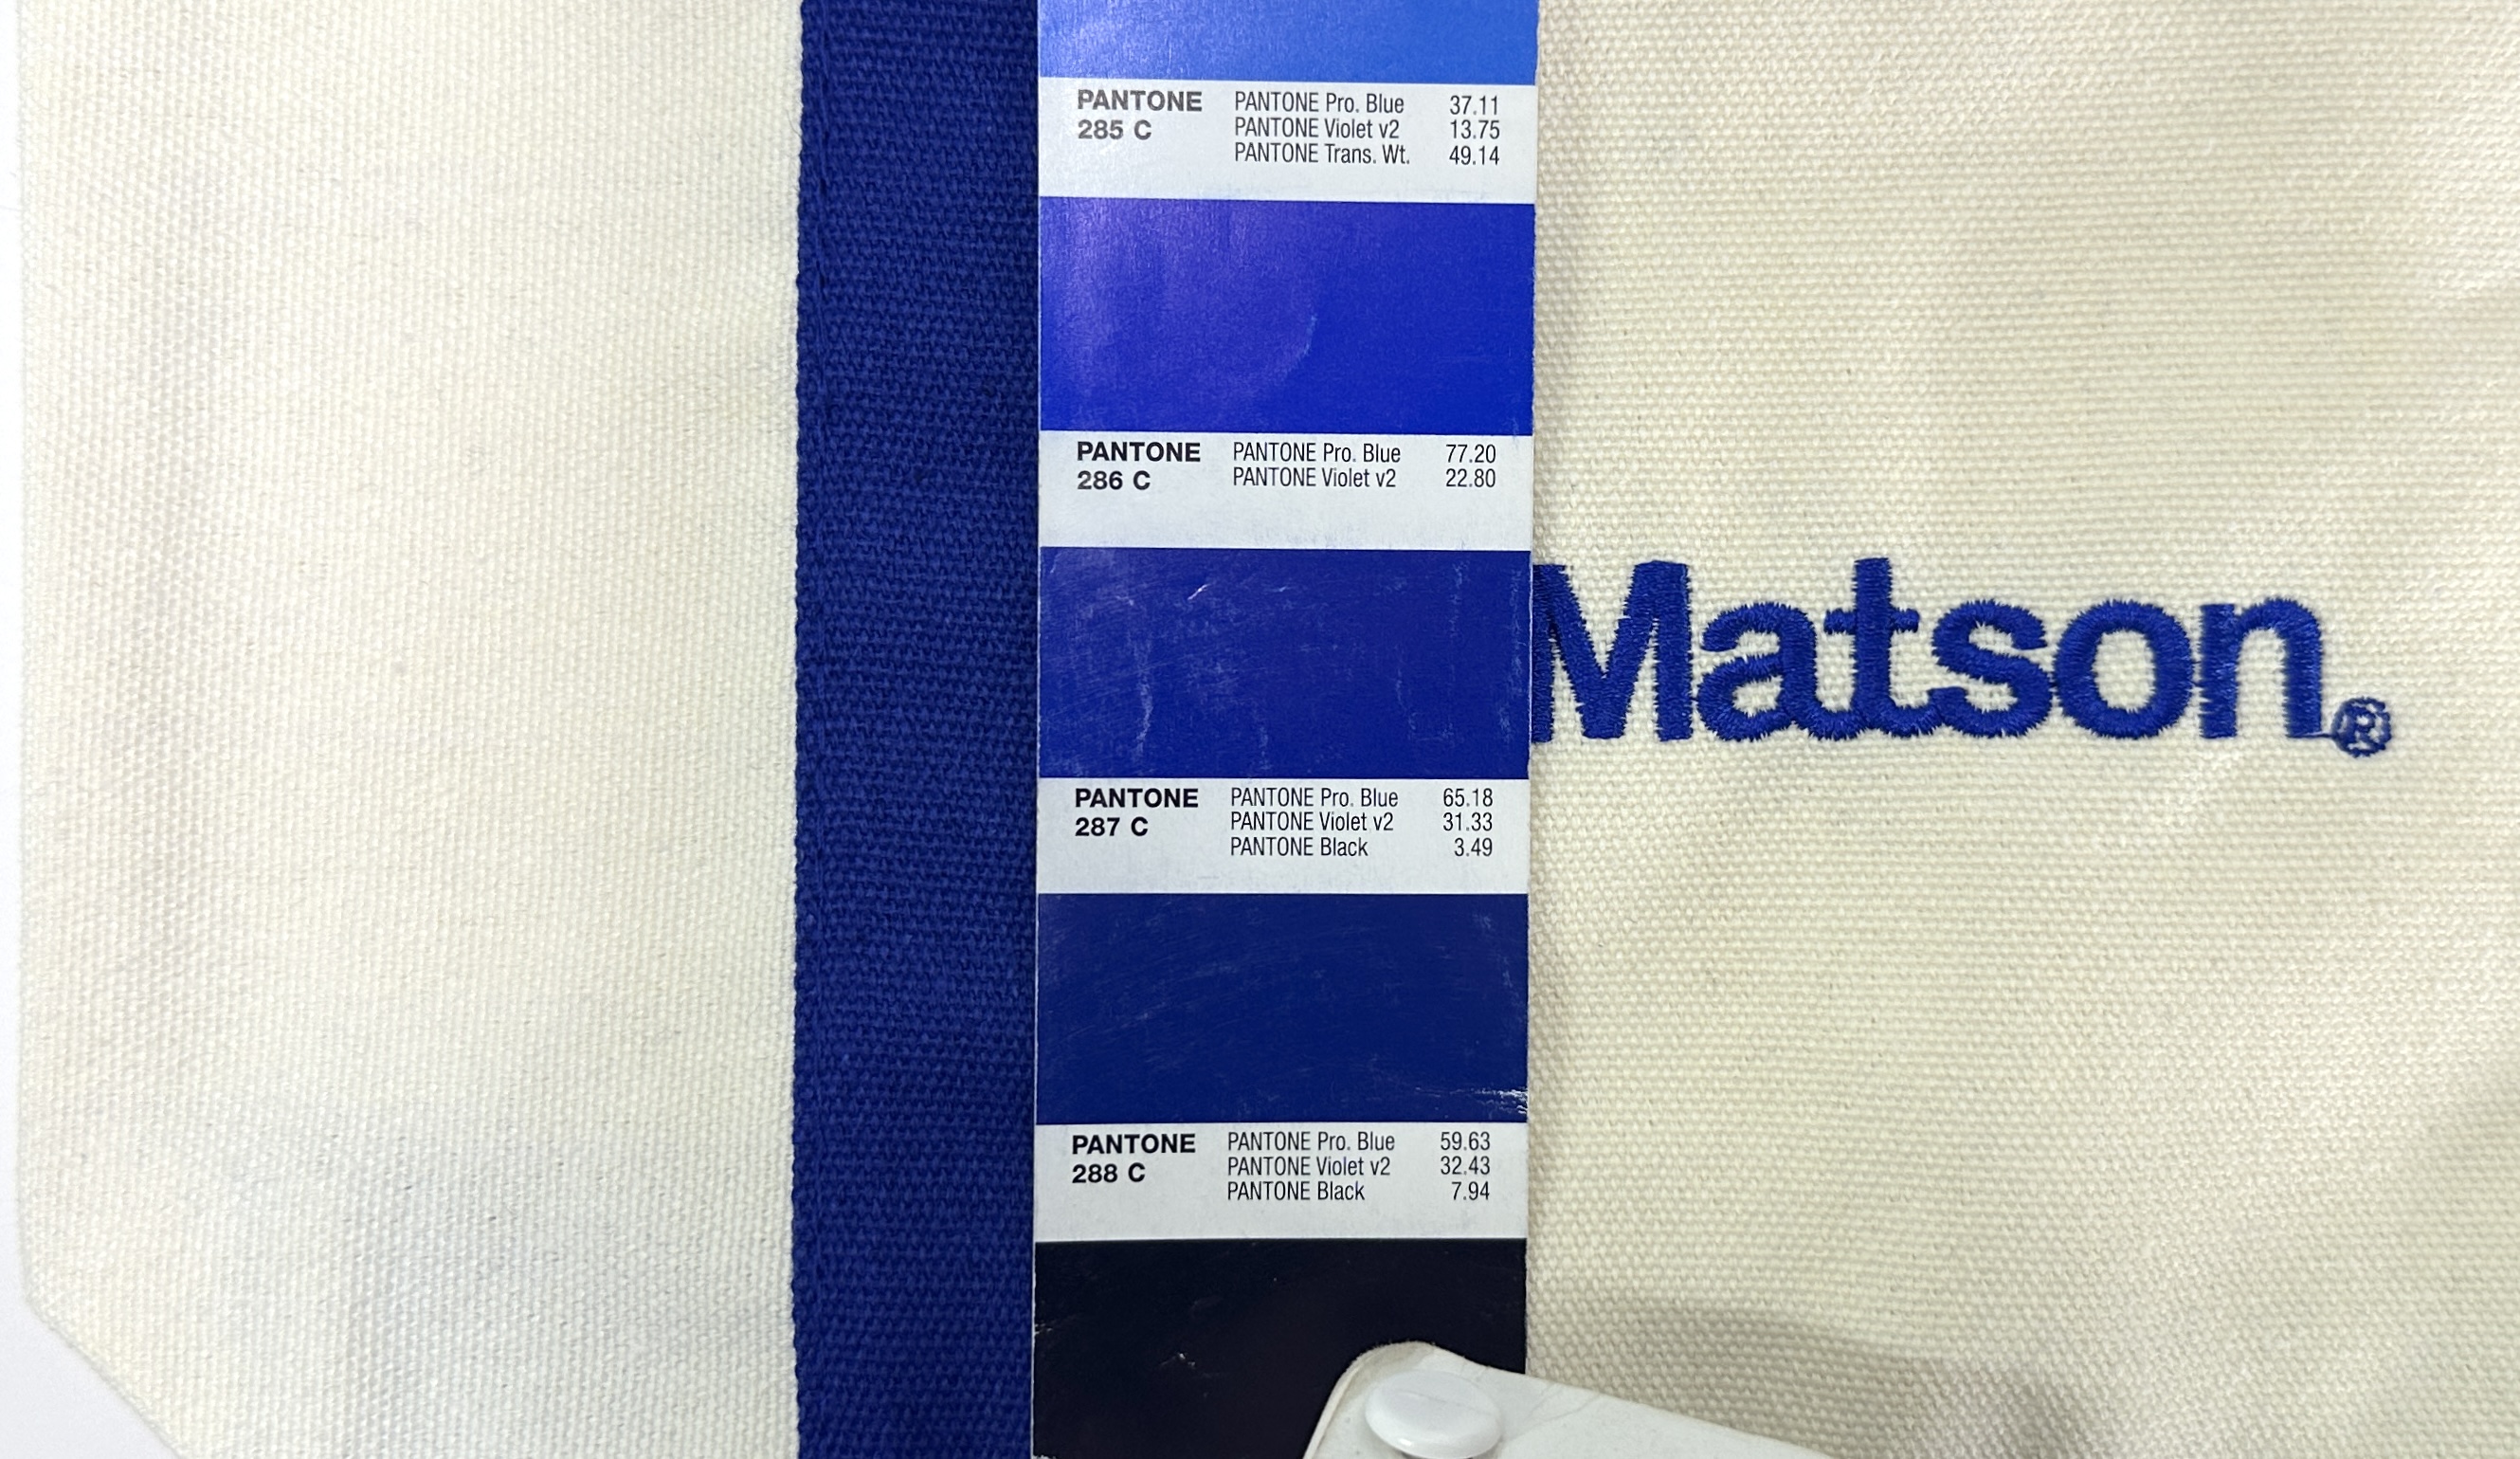 PANTONE PANTONE Pro. Blue 37.11
285 C PANTONE Violet v2 13.75
PANTONE Trans. Wt. 49.14
PANTONE PANTONE Pro. Blue 77.20
286 C PANTONE Violet v2 22.80
Matson®
PANTONE PANTONE Pro. Blue 65.18
287 C PANTONE Violet v2 31.33
PANTONE Black 3.49
PANTONE PANTONE Pro. Blue 59.63
288 C PANTONE Violet v2 32.43
PANTONE Black 7.94